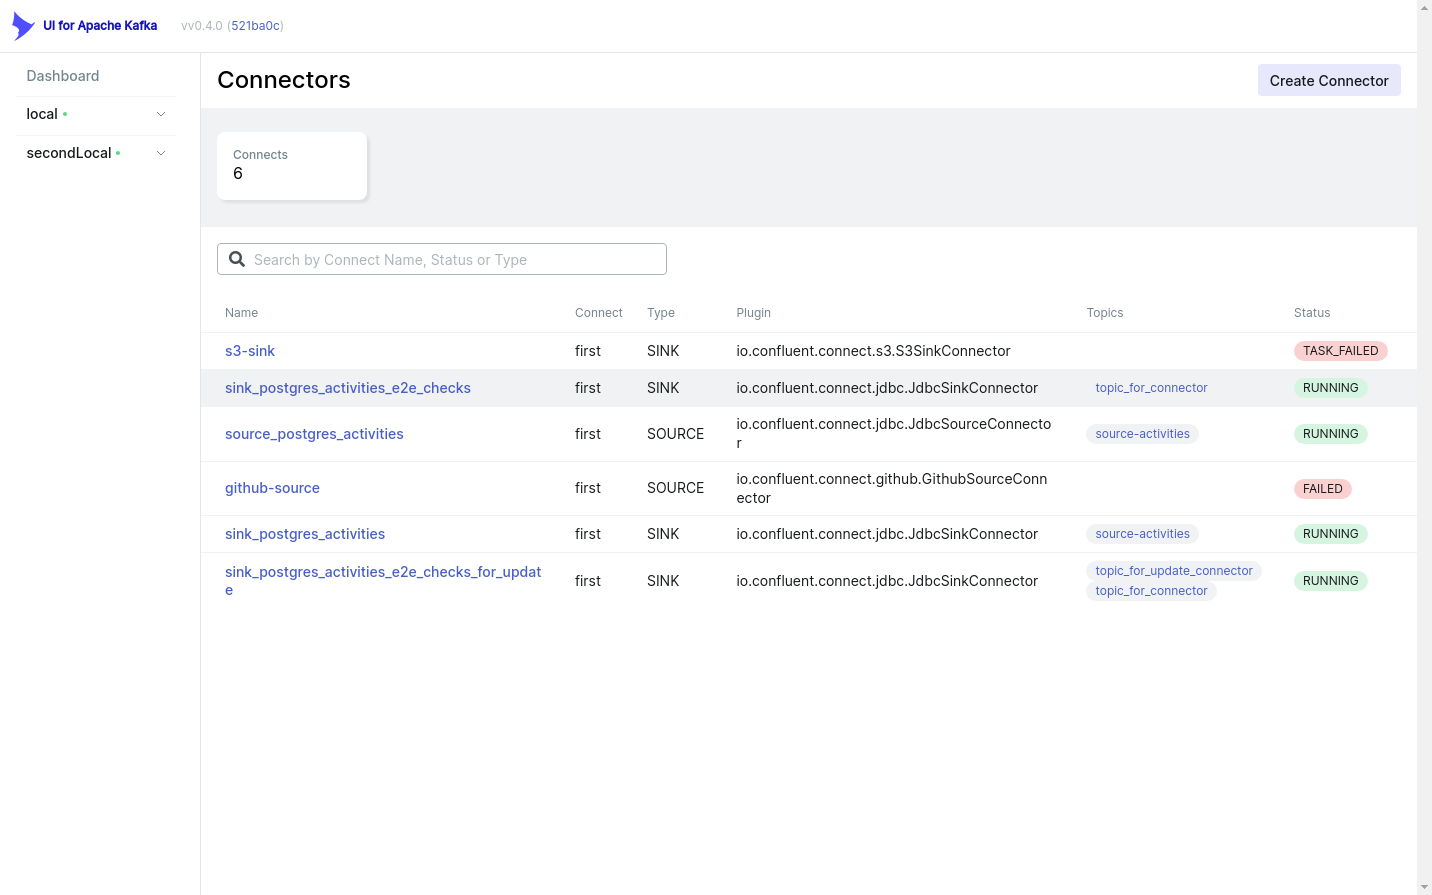 UI for Apache Kafka
vv0.4.0 (521ba0c)
Dashboard
local
secondLocal
Connectors
Create Connector
Connects
6
Search by Connect Name, Status or Type
Name Connect Type Plugin Topics Status
s3-sink first SINK io.confluent.connect.s3.S3SinkConnector TASK_FAILED
sink_postgres_activities_e2e_checks first SINK io.confluent.connect.jdbc.JdbcSinkConnector topic_for_connector RUNNING
source_postgres_activities first SOURCE io.confluent.connect.jdbc.JdbcSourceConnecto
r source-activities RUNNING
github-source first SOURCE io.confluent.connect.github.GithubSourceConn
ector FAILED
sink_postgres_activities first SINK io.confluent.connect.jdbc.JdbcSinkConnector source-activities RUNNING
sink_postgres_activities_e2e_checks_for_updat
e first SINK io.confluent.connect.jdbc.JdbcSinkConnector topic_for_update_connector
topic_for_connector RUNNING